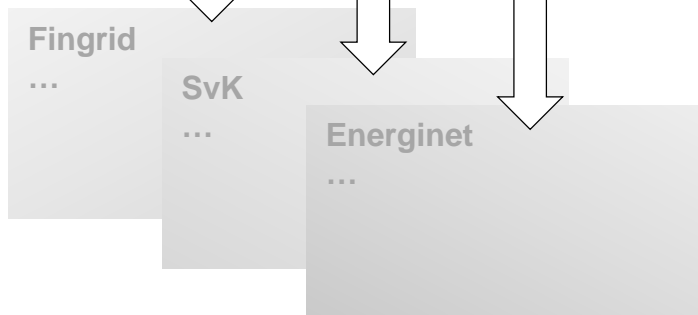 Fingrid
…
SvK
…
Energinet
…